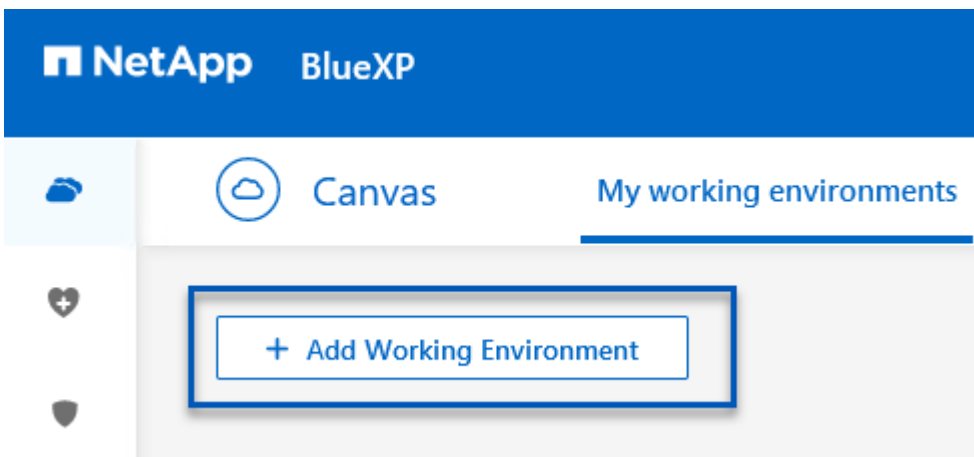 NetApp BlueXP
Canvas My working environments
+ Add Working Environment